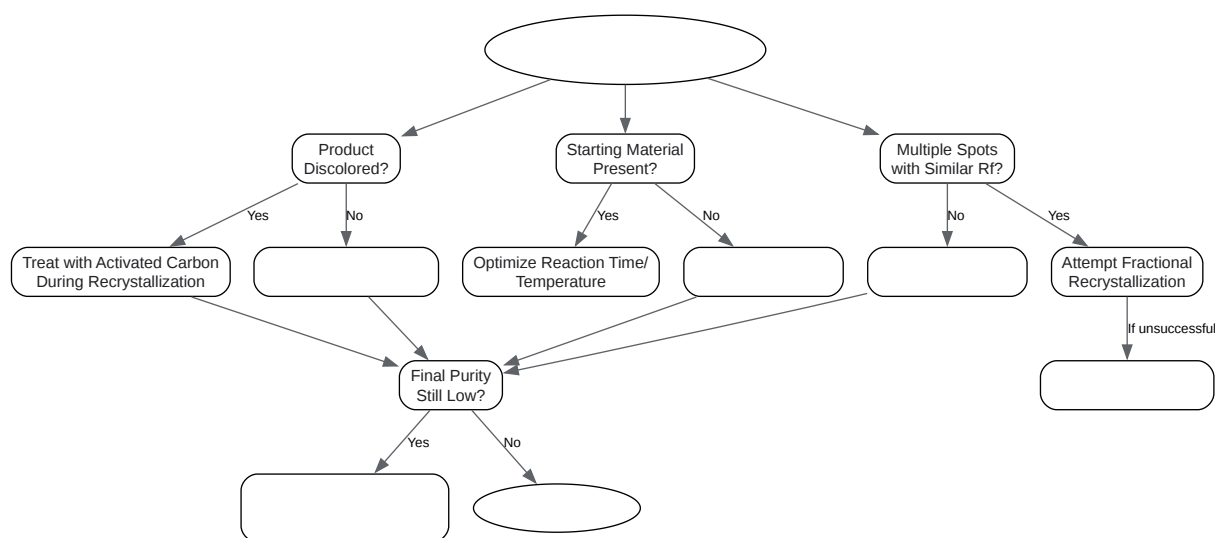 Product
Discolored?
Starting Material
Present?
Multiple Spots
with Similar Rf?
Yes
No
Yes
No
No
Yes
Treat with Activated Carbon
During Recrystallization
Optimize Reaction Time/
Temperature
Attempt Fractional
Recrystallization
If unsuccessful
Final Purity
Still Low?
Yes
No